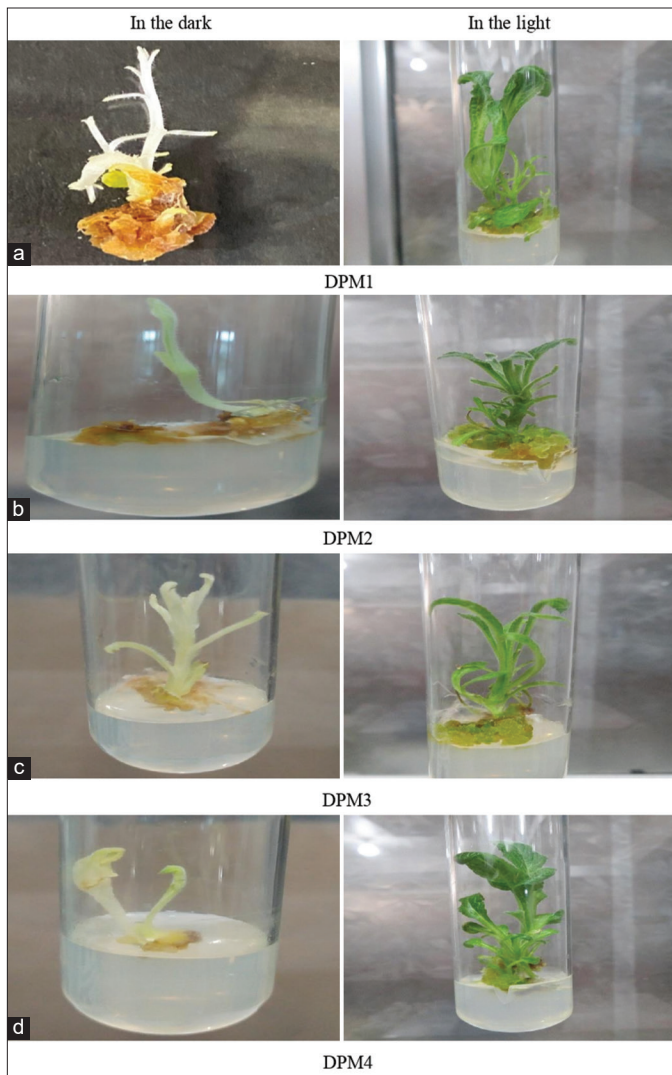 In the dark In the light
a
DPM1
b
DPM2
c
DPM3
d
DPM4